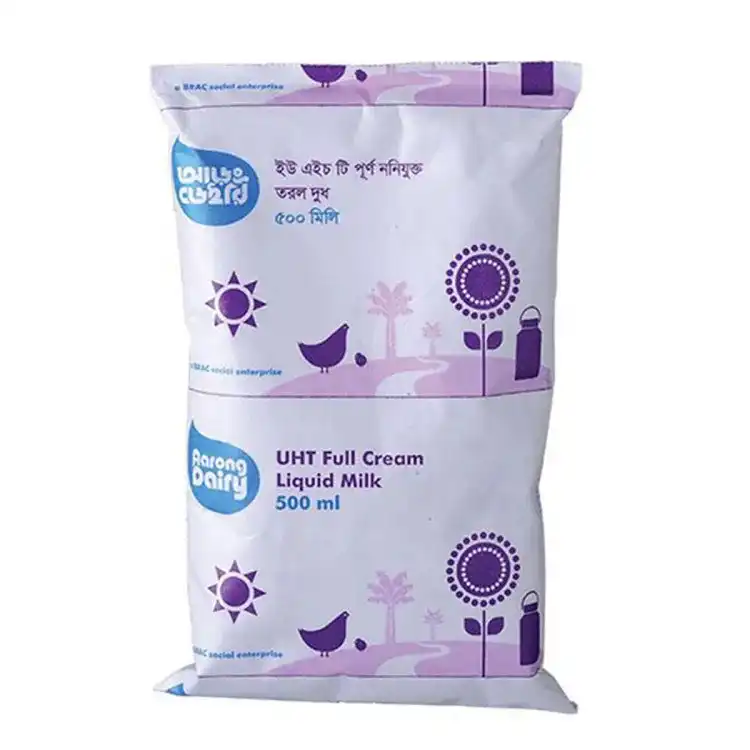 a BRAC social enterprise
আড়ং
ডেইরি
ইউ এইচ টি পূর্ণ ননিযুক্ত
তরল দুধ
৫০০ মিলি
a BRAC social enterprise
Aarong
Dairy
UHT Full Cream
Liquid Milk
500 ml
BRAC social enterprise